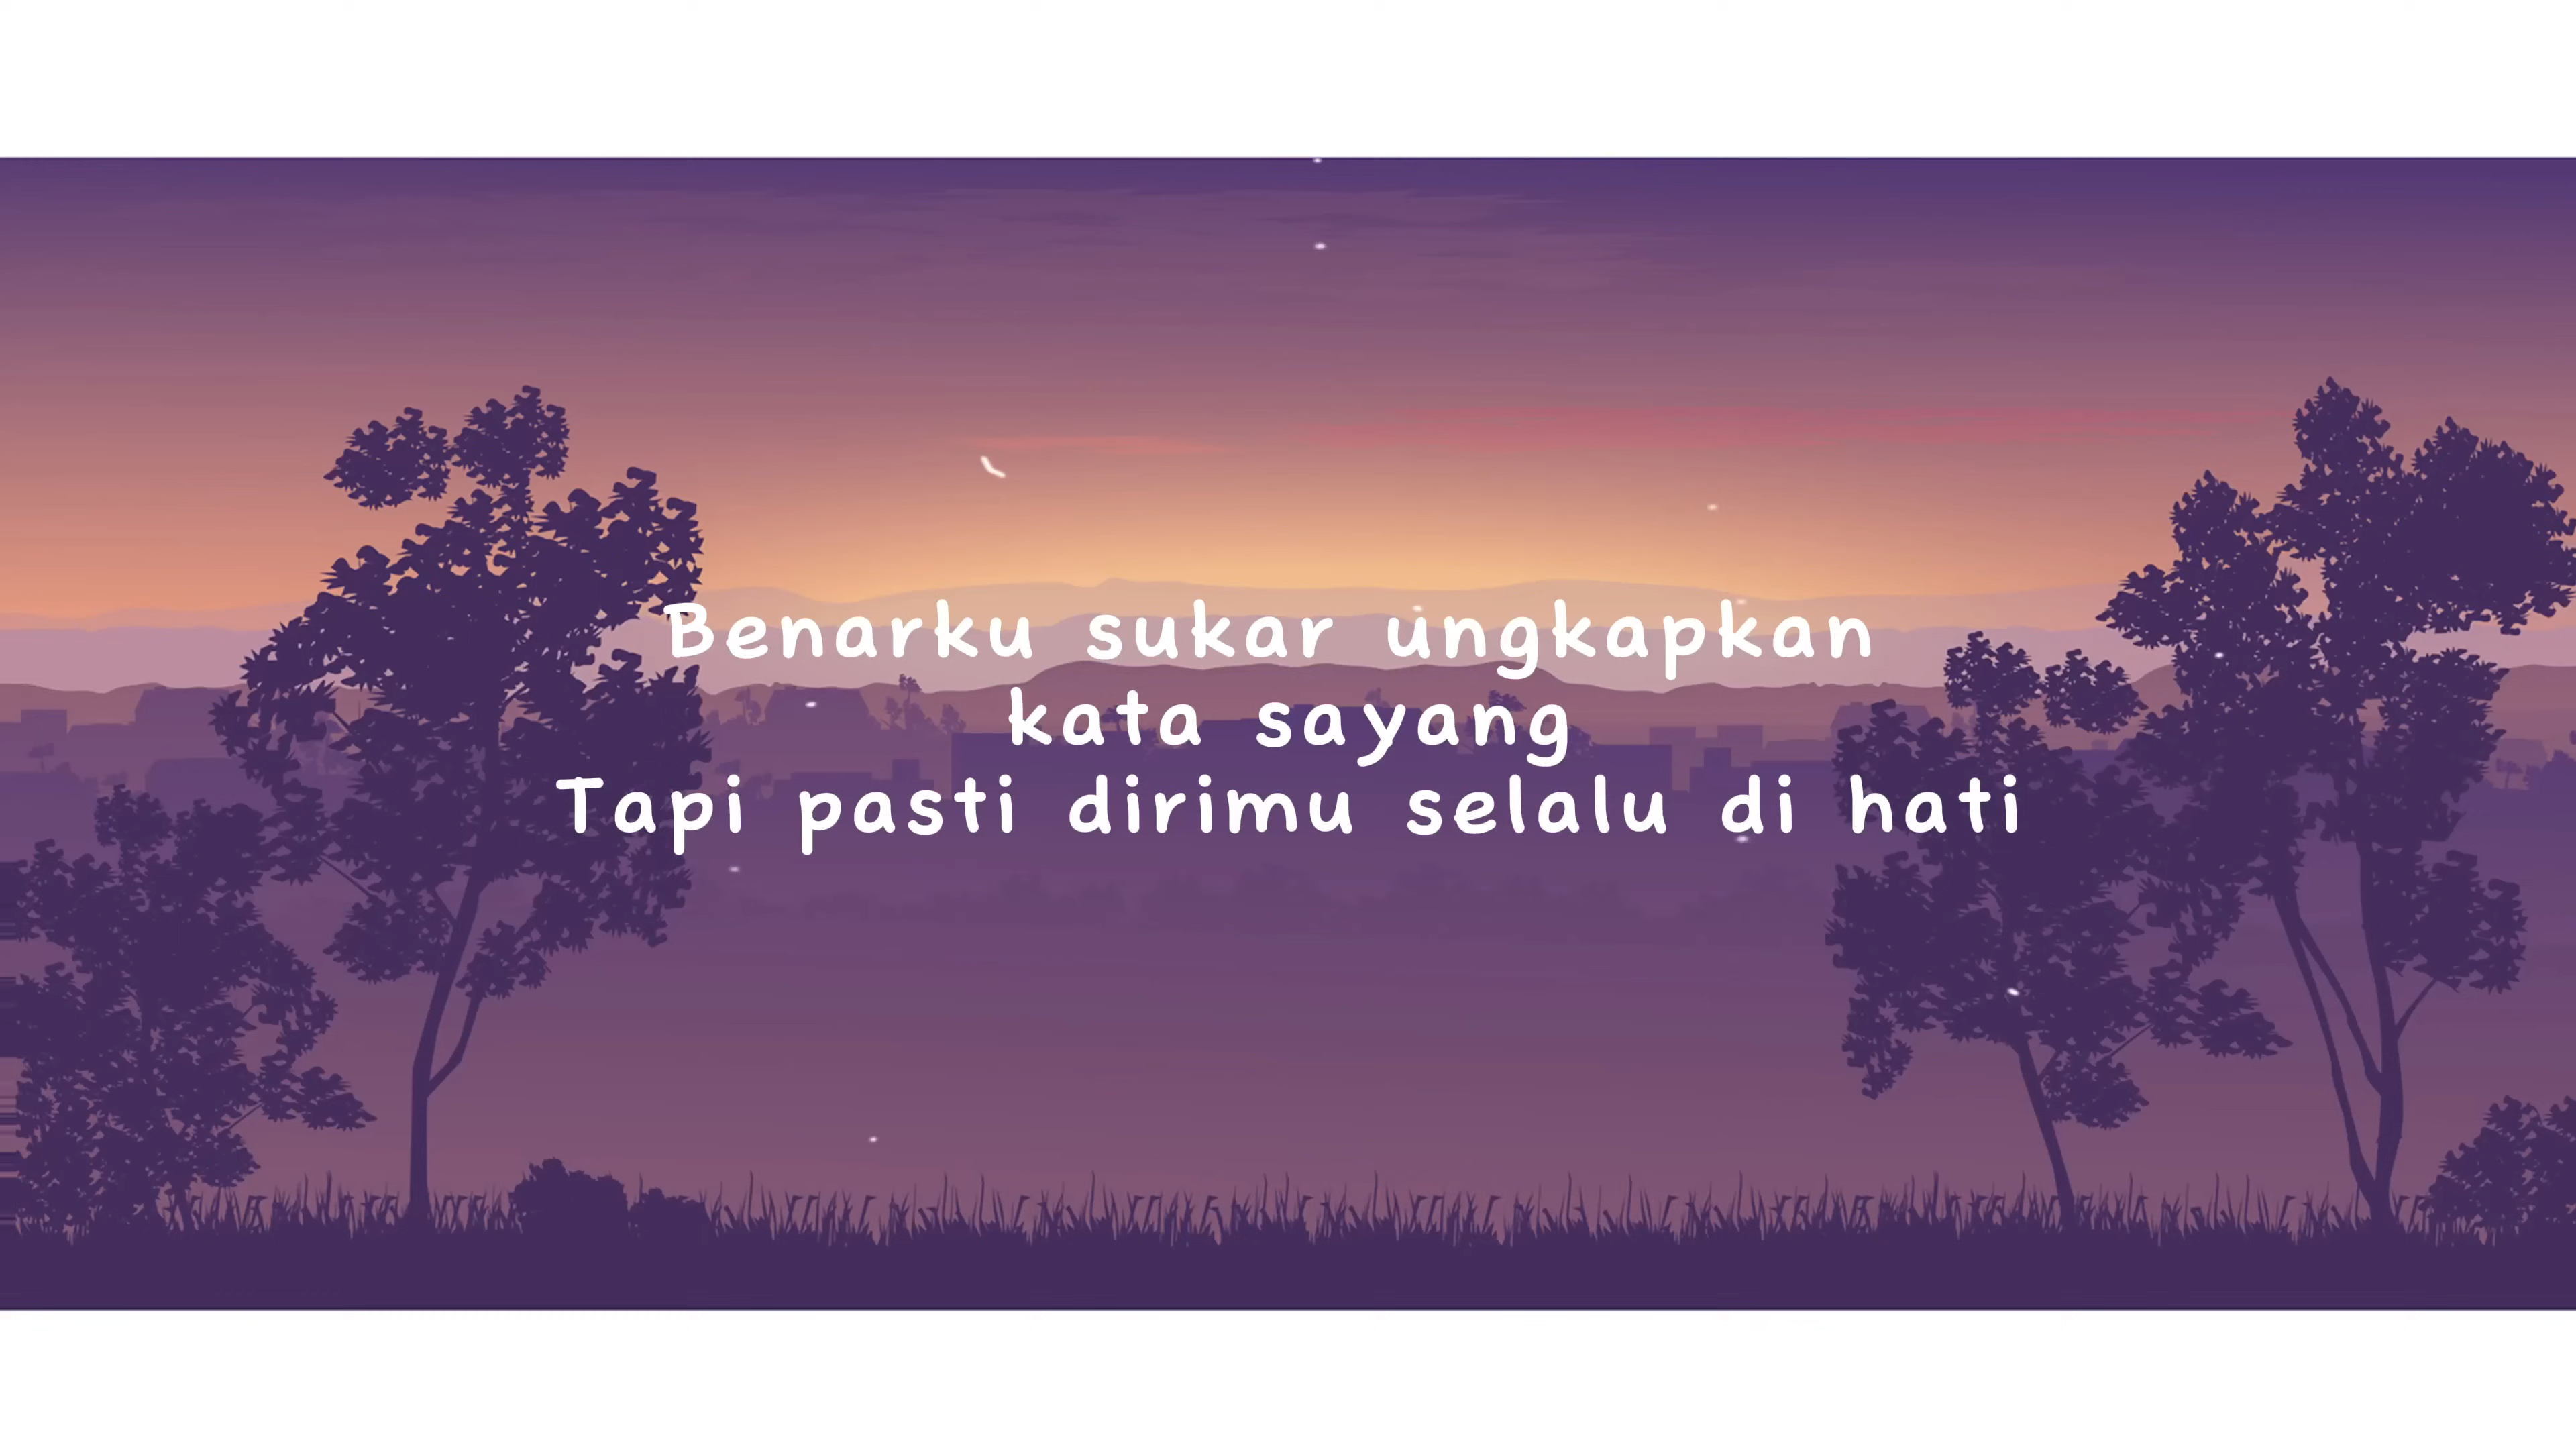 Benarku sukar ungkapkan
kata sayang
Tapi pasti dirimu selalu di hati